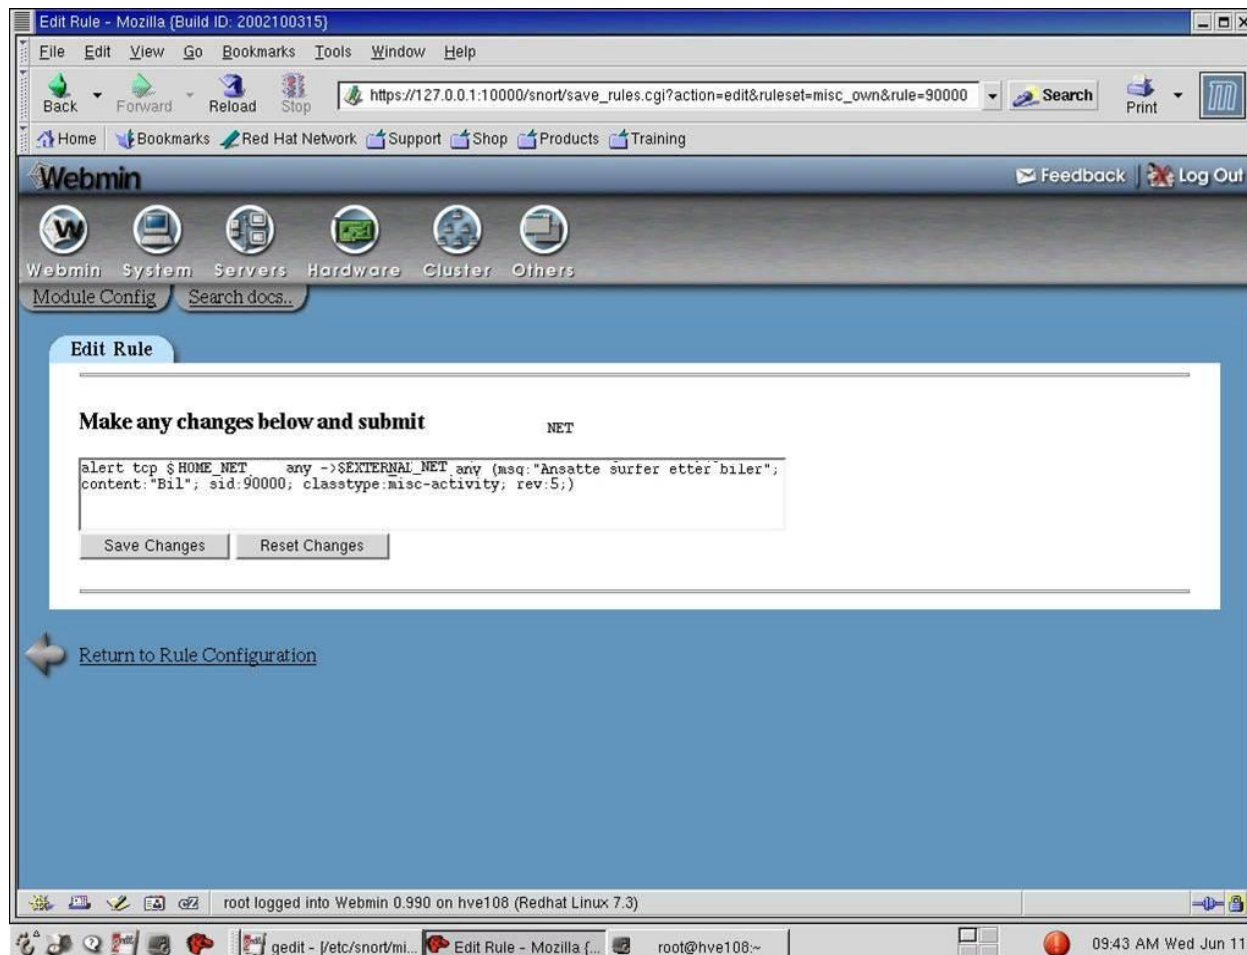 Edit Rule - Mozilla {Build ID: 2002100315}
File Edit View Go Bookmarks Tools Window Help
Back Forward Reload Stop https://127.0.0.1:10000/snort/save_rules.cgi?action=edit&ruleset=misc_own&rule=90000 Search Print
Home Bookmarks Red Hat Network Support Shop Products Training
Webmin Feedback Log Out
Webmin System Servers Hardware Cluster Others
Module Config Search docs..
Edit Rule
Make any changes below and submit
NET
alert tcp $HOME_NET any ->$EXTERNAL_NET any (msg:"Ansatte surfer etter biler";
content:"Bil"; sid:90000; classtype:misc-activity; rev:5;)
Save Changes Reset Changes
Return to Rule Configuration
root logged into Webmin 0.990 on hve108 (Redhat Linux 7.3)
gedit - [/etc/snort/mi... Edit Rule - Mozilla {... root@hve108:~ 09:43 AM Wed Jun 11